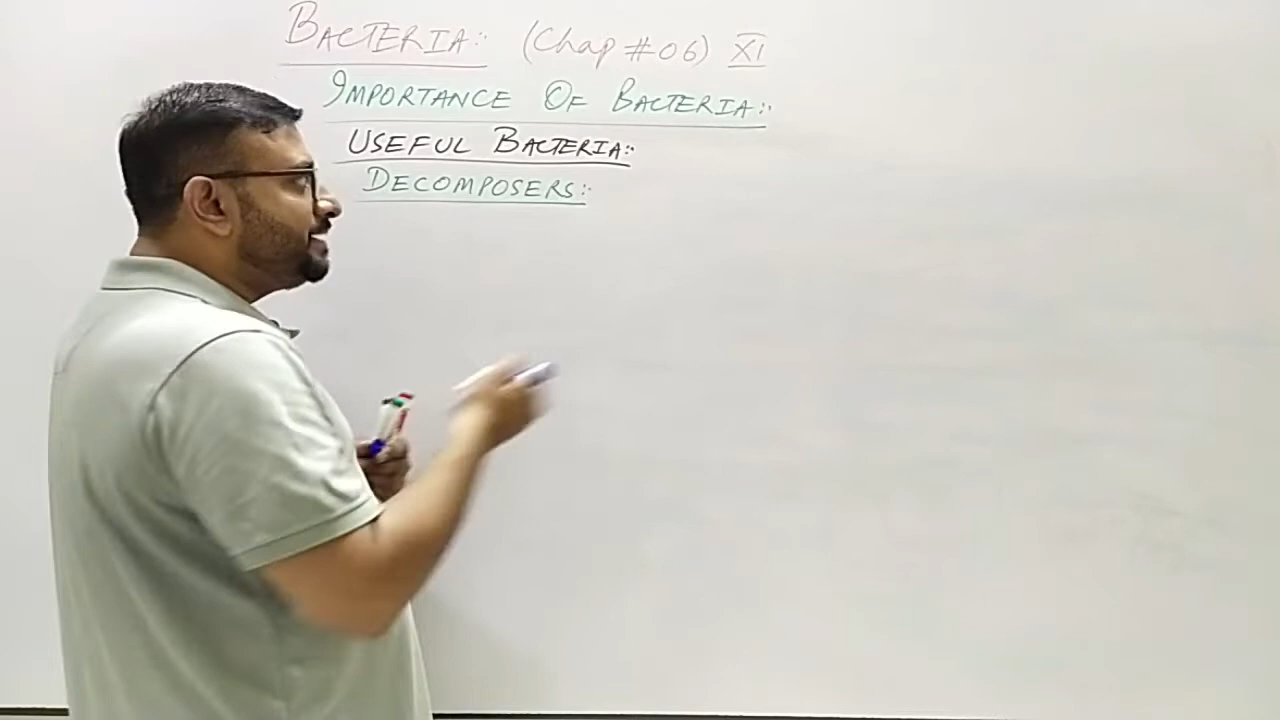 BACTERIA:- (Chap #06) XI
IMPORTANCE OF BACTERIA:-
USEFUL BACTERIA:-
DECOMPOSERS:-